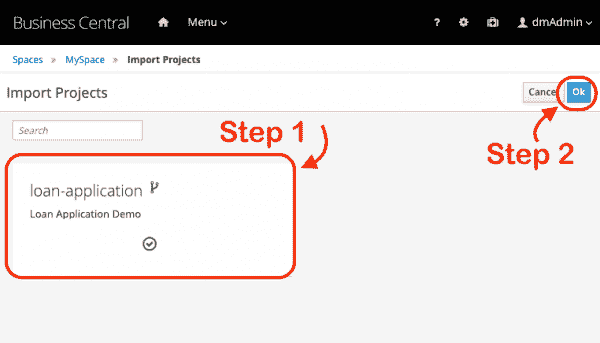 Business Central Menu ? dmAdmin
Spaces » MySpace » Import Projects
Import Projects
Cancel Ok
Search
Step 1
Step 2
loan-application
Loan Application Demo